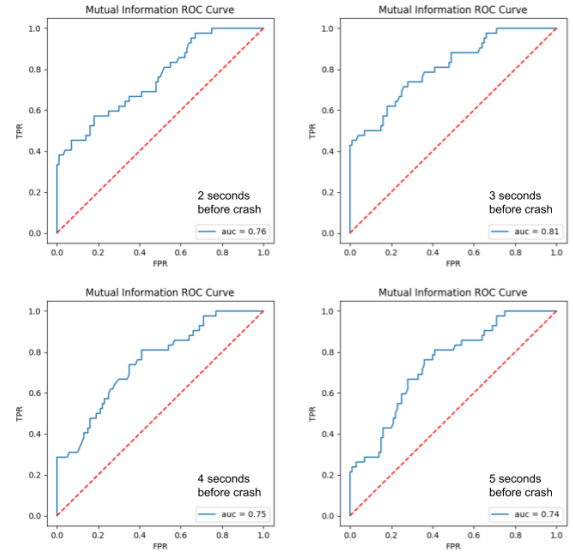 Mutual Information ROC Curve
1.0
0.8
0.6
0.4
0.2
0.0
TPR
2 seconds
before crash
auc = 0.76
0.0 0.2 0.4 0.6 0.8 1.0
FPR
Mutual Information ROC Curve
1.0
0.8
0.6
0.4
0.2
0.0
TPR
3 seconds
before crash
auc = 0.81
0.0 0.2 0.4 0.6 0.8 1.0
FPR
Mutual Information ROC Curve
1.0
0.8
0.6
0.4
0.2
0.0
TPR
4 seconds
before crash
auc = 0.75
0.0 0.2 0.4 0.6 0.8 1.0
FPR
Mutual Information ROC Curve
1.0
0.8
0.6
0.4
0.2
0.0
TPR
5 seconds
before crash
auc = 0.74
0.0 0.2 0.4 0.6 0.8 1.0
FPR